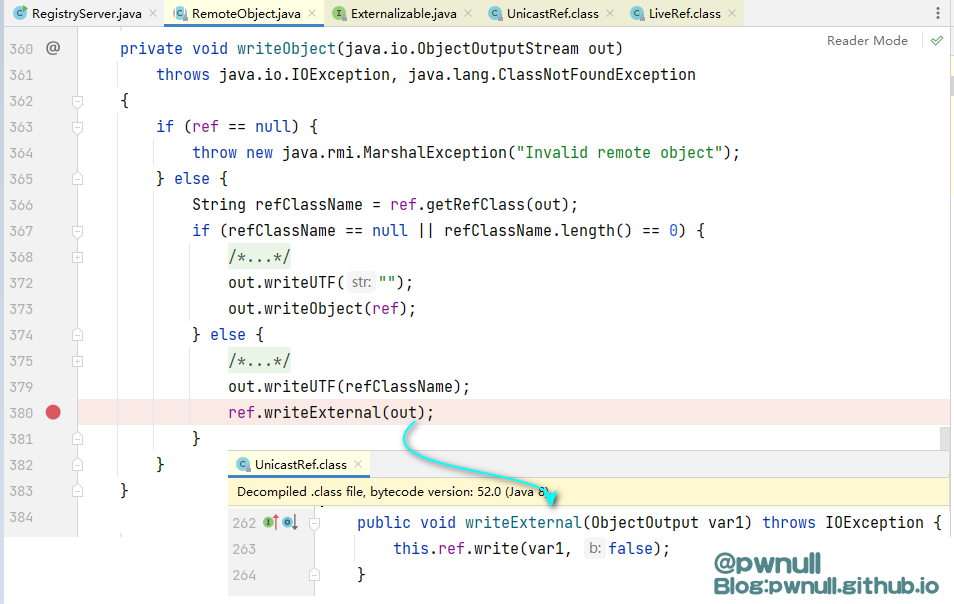 RegistryServer.java × RemoteObject.java × Externalizable.java × UnicastRef.class × LiveRef.class ×
Reader Mode
360 @ private void writeObject(java.io.ObjectOutputStream out)
361 throws java.io.IOException, java.lang.ClassNotFoundException
362 {
363 if (ref == null) {
364 throw new java.rmi.MarshalException("Invalid remote object");
365 } else {
366 String refClassName = ref.getRefClass(out);
367 if (refClassName == null || refClassName.length() == 0) {
368 /*...*/
372 out.writeUTF( str: "");
373 out.writeObject(ref);
374 } else {
375 /*...*/
379 out.writeUTF(refClassName);
380 ref.writeExternal(out);
381 }
382 }
383 }
384
UnicastRef.class ×
Decompiled .class file, bytecode version: 52.0 (Java 8)
262 public void writeExternal(ObjectOutput var1) throws IOException {
263 this.ref.write(var1, b: false);
264 }
@pwnull
Blog:pwnull.github.io